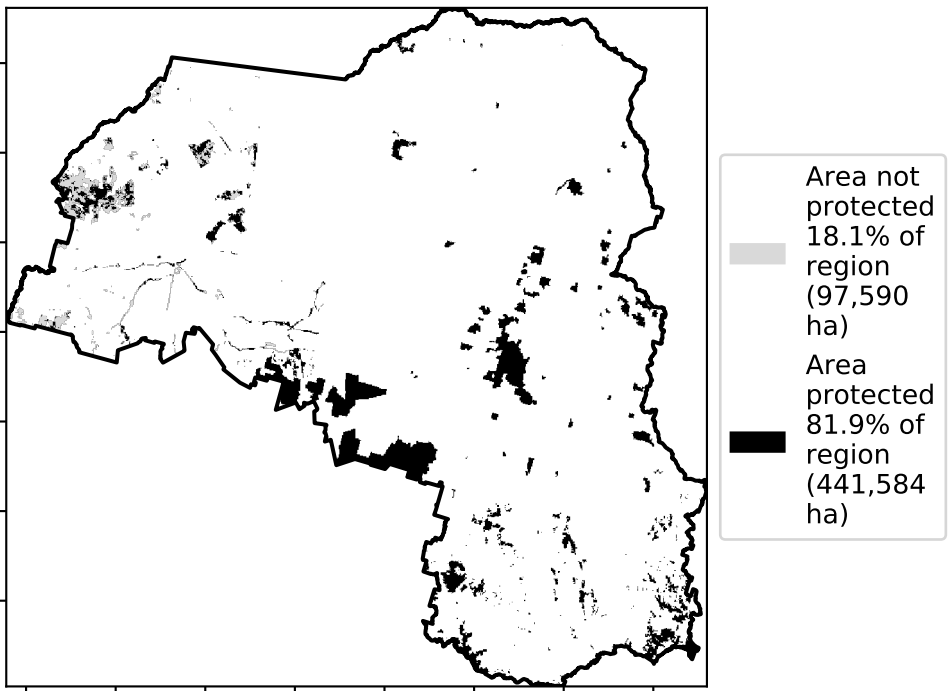 Area not
protected
18.1% of
region
(97,590
ha)
Area
protected
81.9% of
region
(441,584
ha)